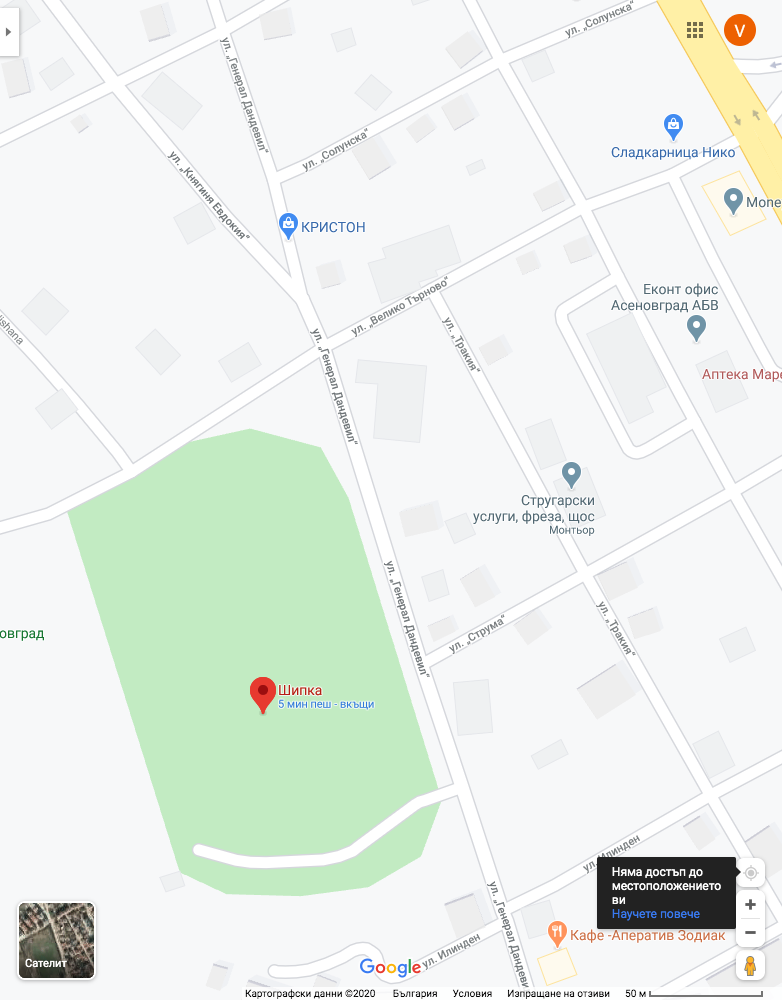 ул. „Солунска“
V
ул. „Генерал Дандевил“
Сладкарница Нико
ул. „Солунска“
ул. „Княгиня Евдокия“
Mone
КРИСТОН
Еконт офис
Асеновград АБВ
ул. „Велико Търново“
ishana
ул. „Тракия“
ул. „Генерал Дандевил“
Аптека Маре
Стругарски
услуги, фреза, щос
Монтьор
ул. „Генерал Дандевил“
ул. „Струма“
ул. „Тракия“
овград
Шипка
5 мин пеш - вкъщи
ул. „Генерал Дандеви
Илинден
Няма достъп до
местоположението
ви
Научете повече
Сателит
ул. Илинден
Кафе -Аператив Зодиак
Google
Картографски данни ©2020 България Условия Изпращане на отзиви 50 м